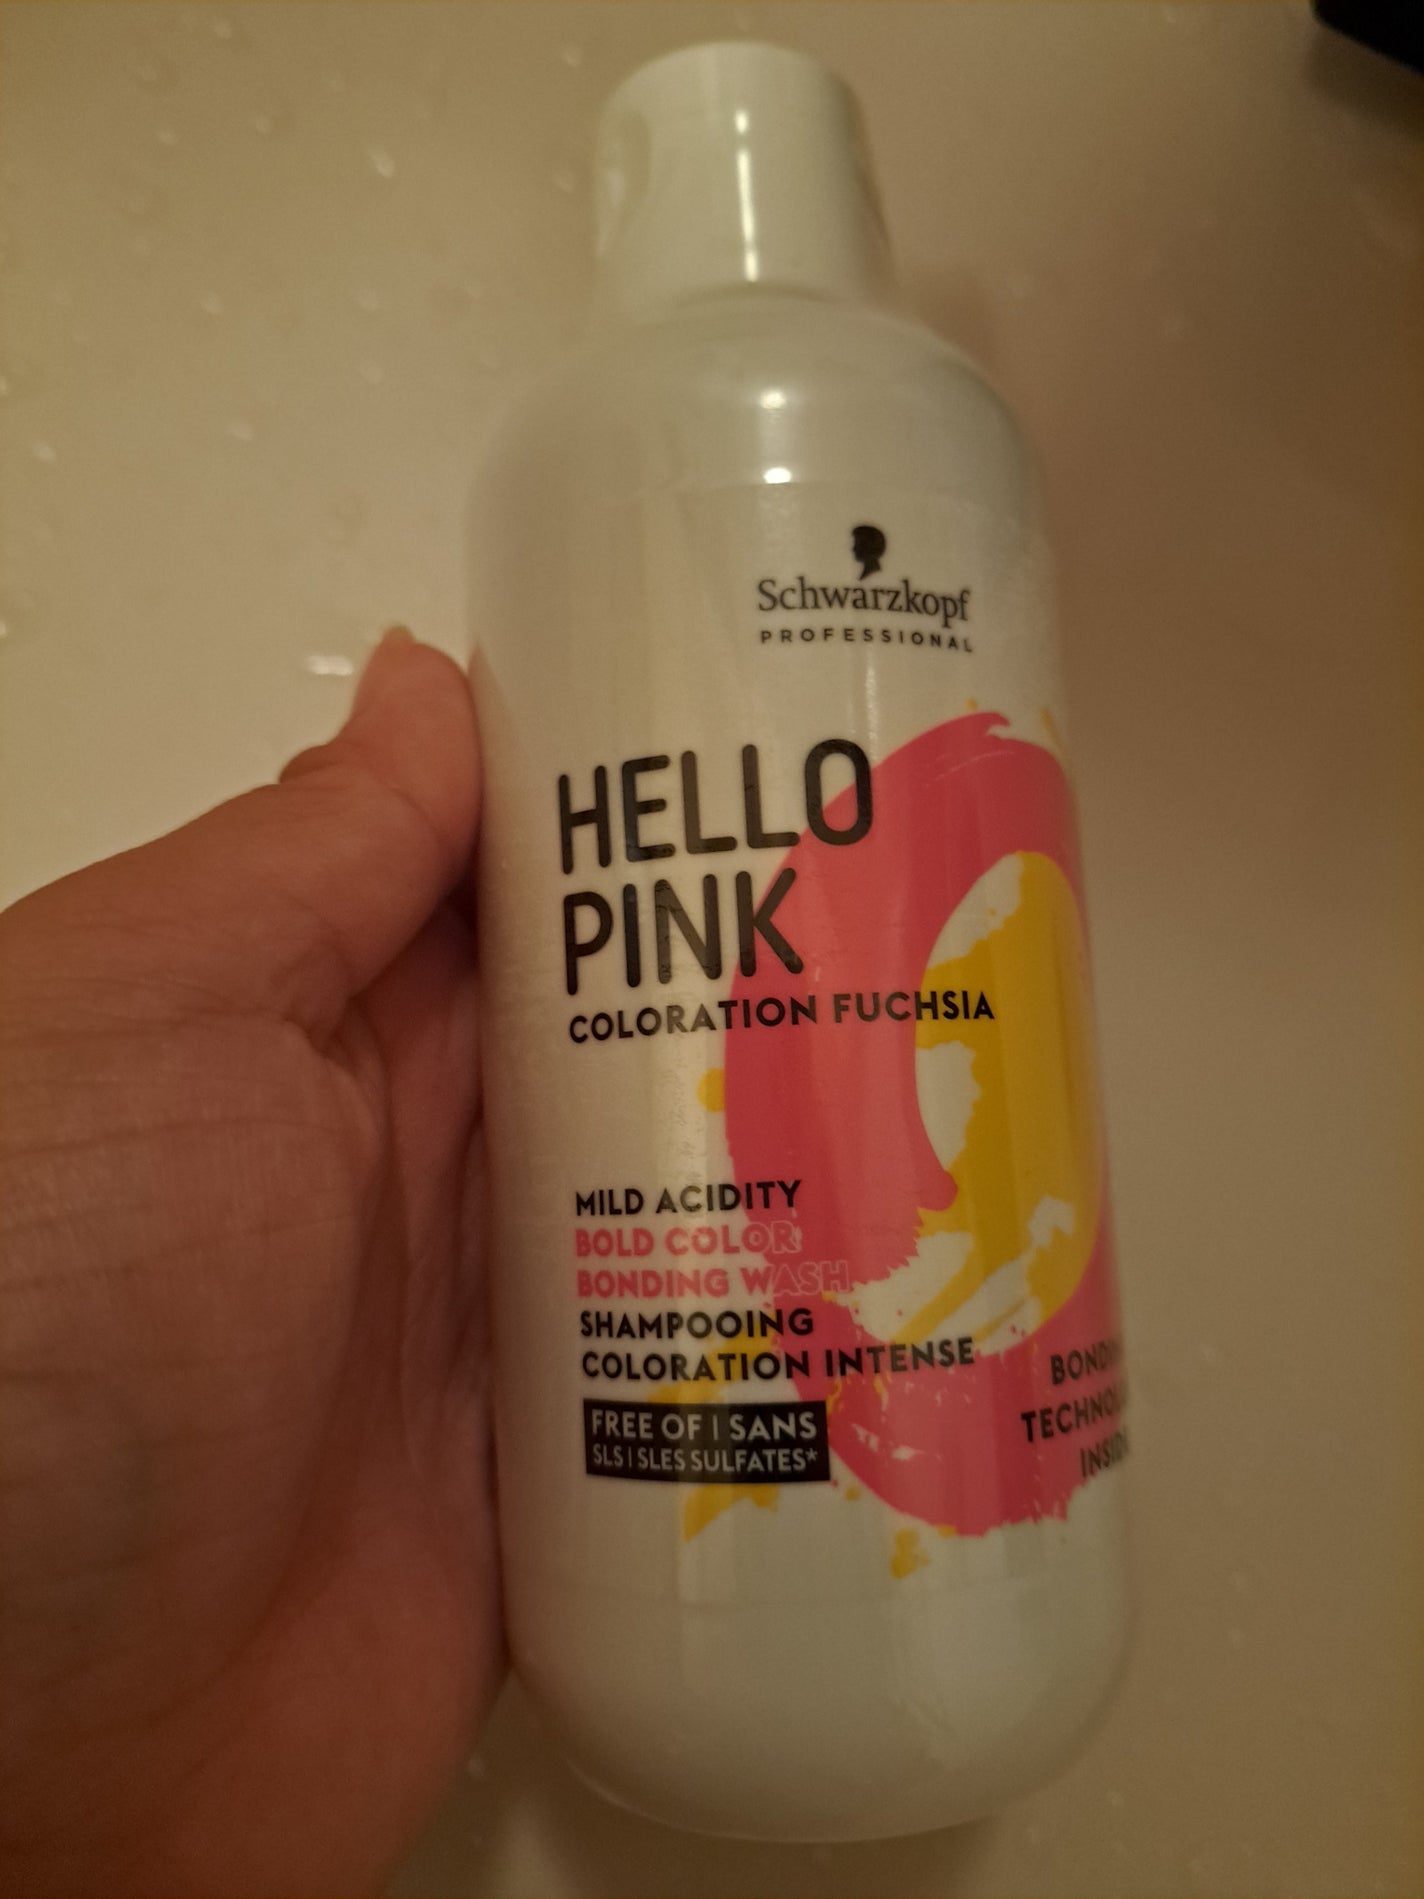 Schwarzkopf
PROFESSIONAL
HELLO
PINK
COLORATION FUCHSIA
MILD ACIDITY
BOLD COLOR
BONDING WASH
SHAMPOOING
COLORATION INTENSE
FREE OF | SANS
SLS | SLES SULFATES*